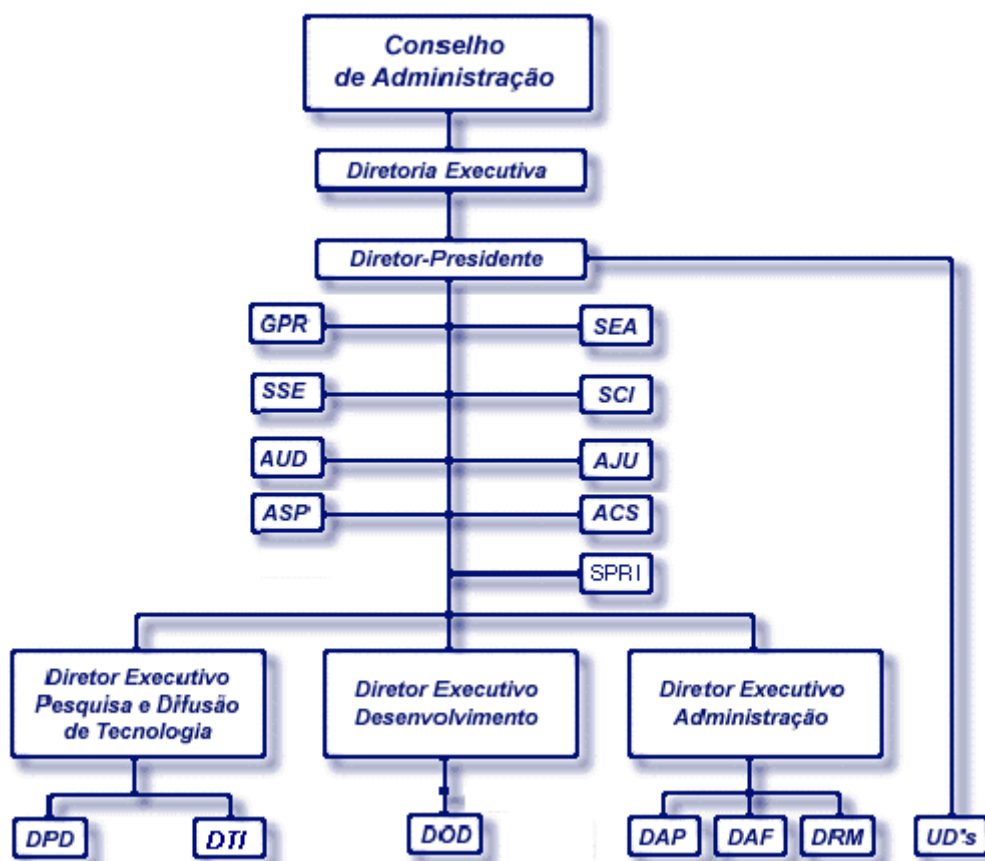 Conselho
de Administração
Diretoria Executiva
Diretor-Presidente
GPR
SEA
SSE
SCI
AUD
AJU
ASP
ACS
SPRI
Diretor Executivo
Pesquisa e Difusão
de Tecnologia
Diretor Executivo
Desenvolvimento
Diretor Executivo
Administração
DPD
DTI
DOD
DAP
DAF
DRM
UD's